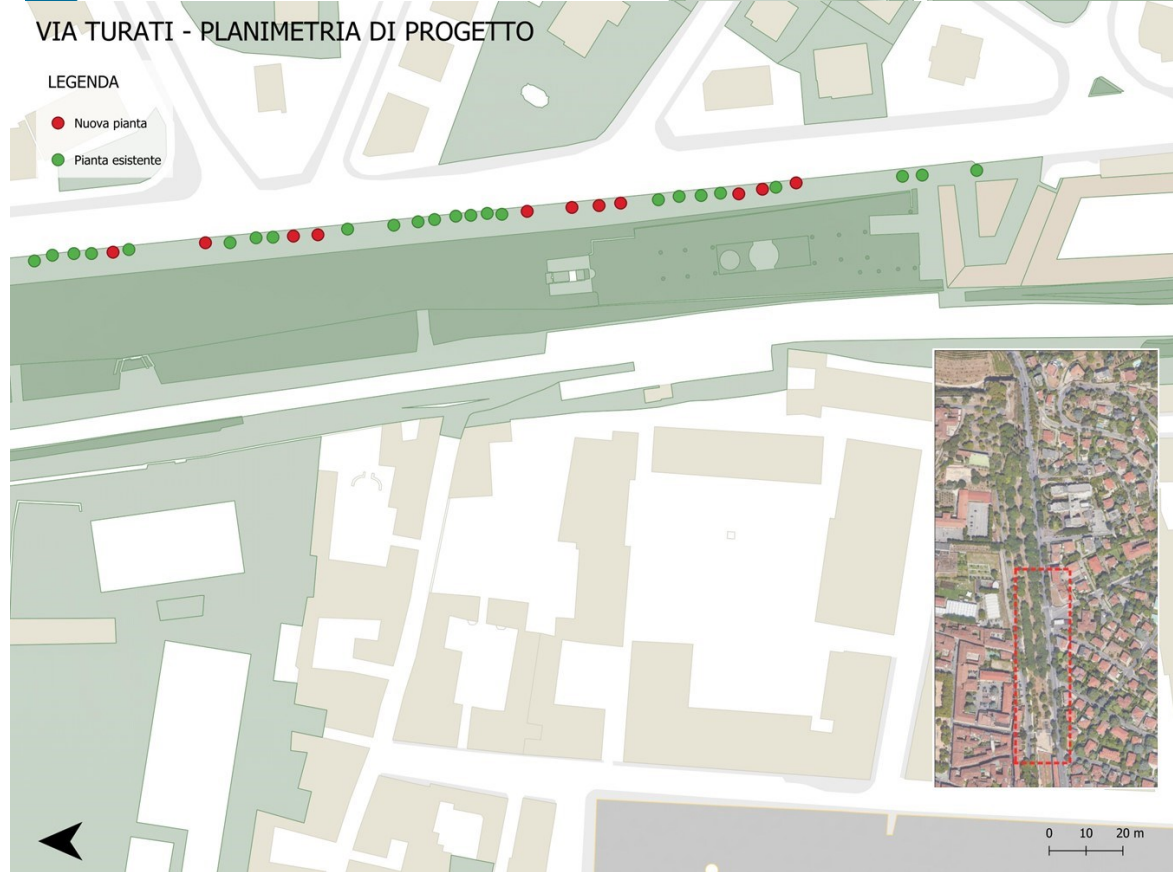 VIA TURATI - PLANIMETRIA DI PROGETTO
LEGENDA
Nuova pianta
Pianta esistente
0 10 20 m